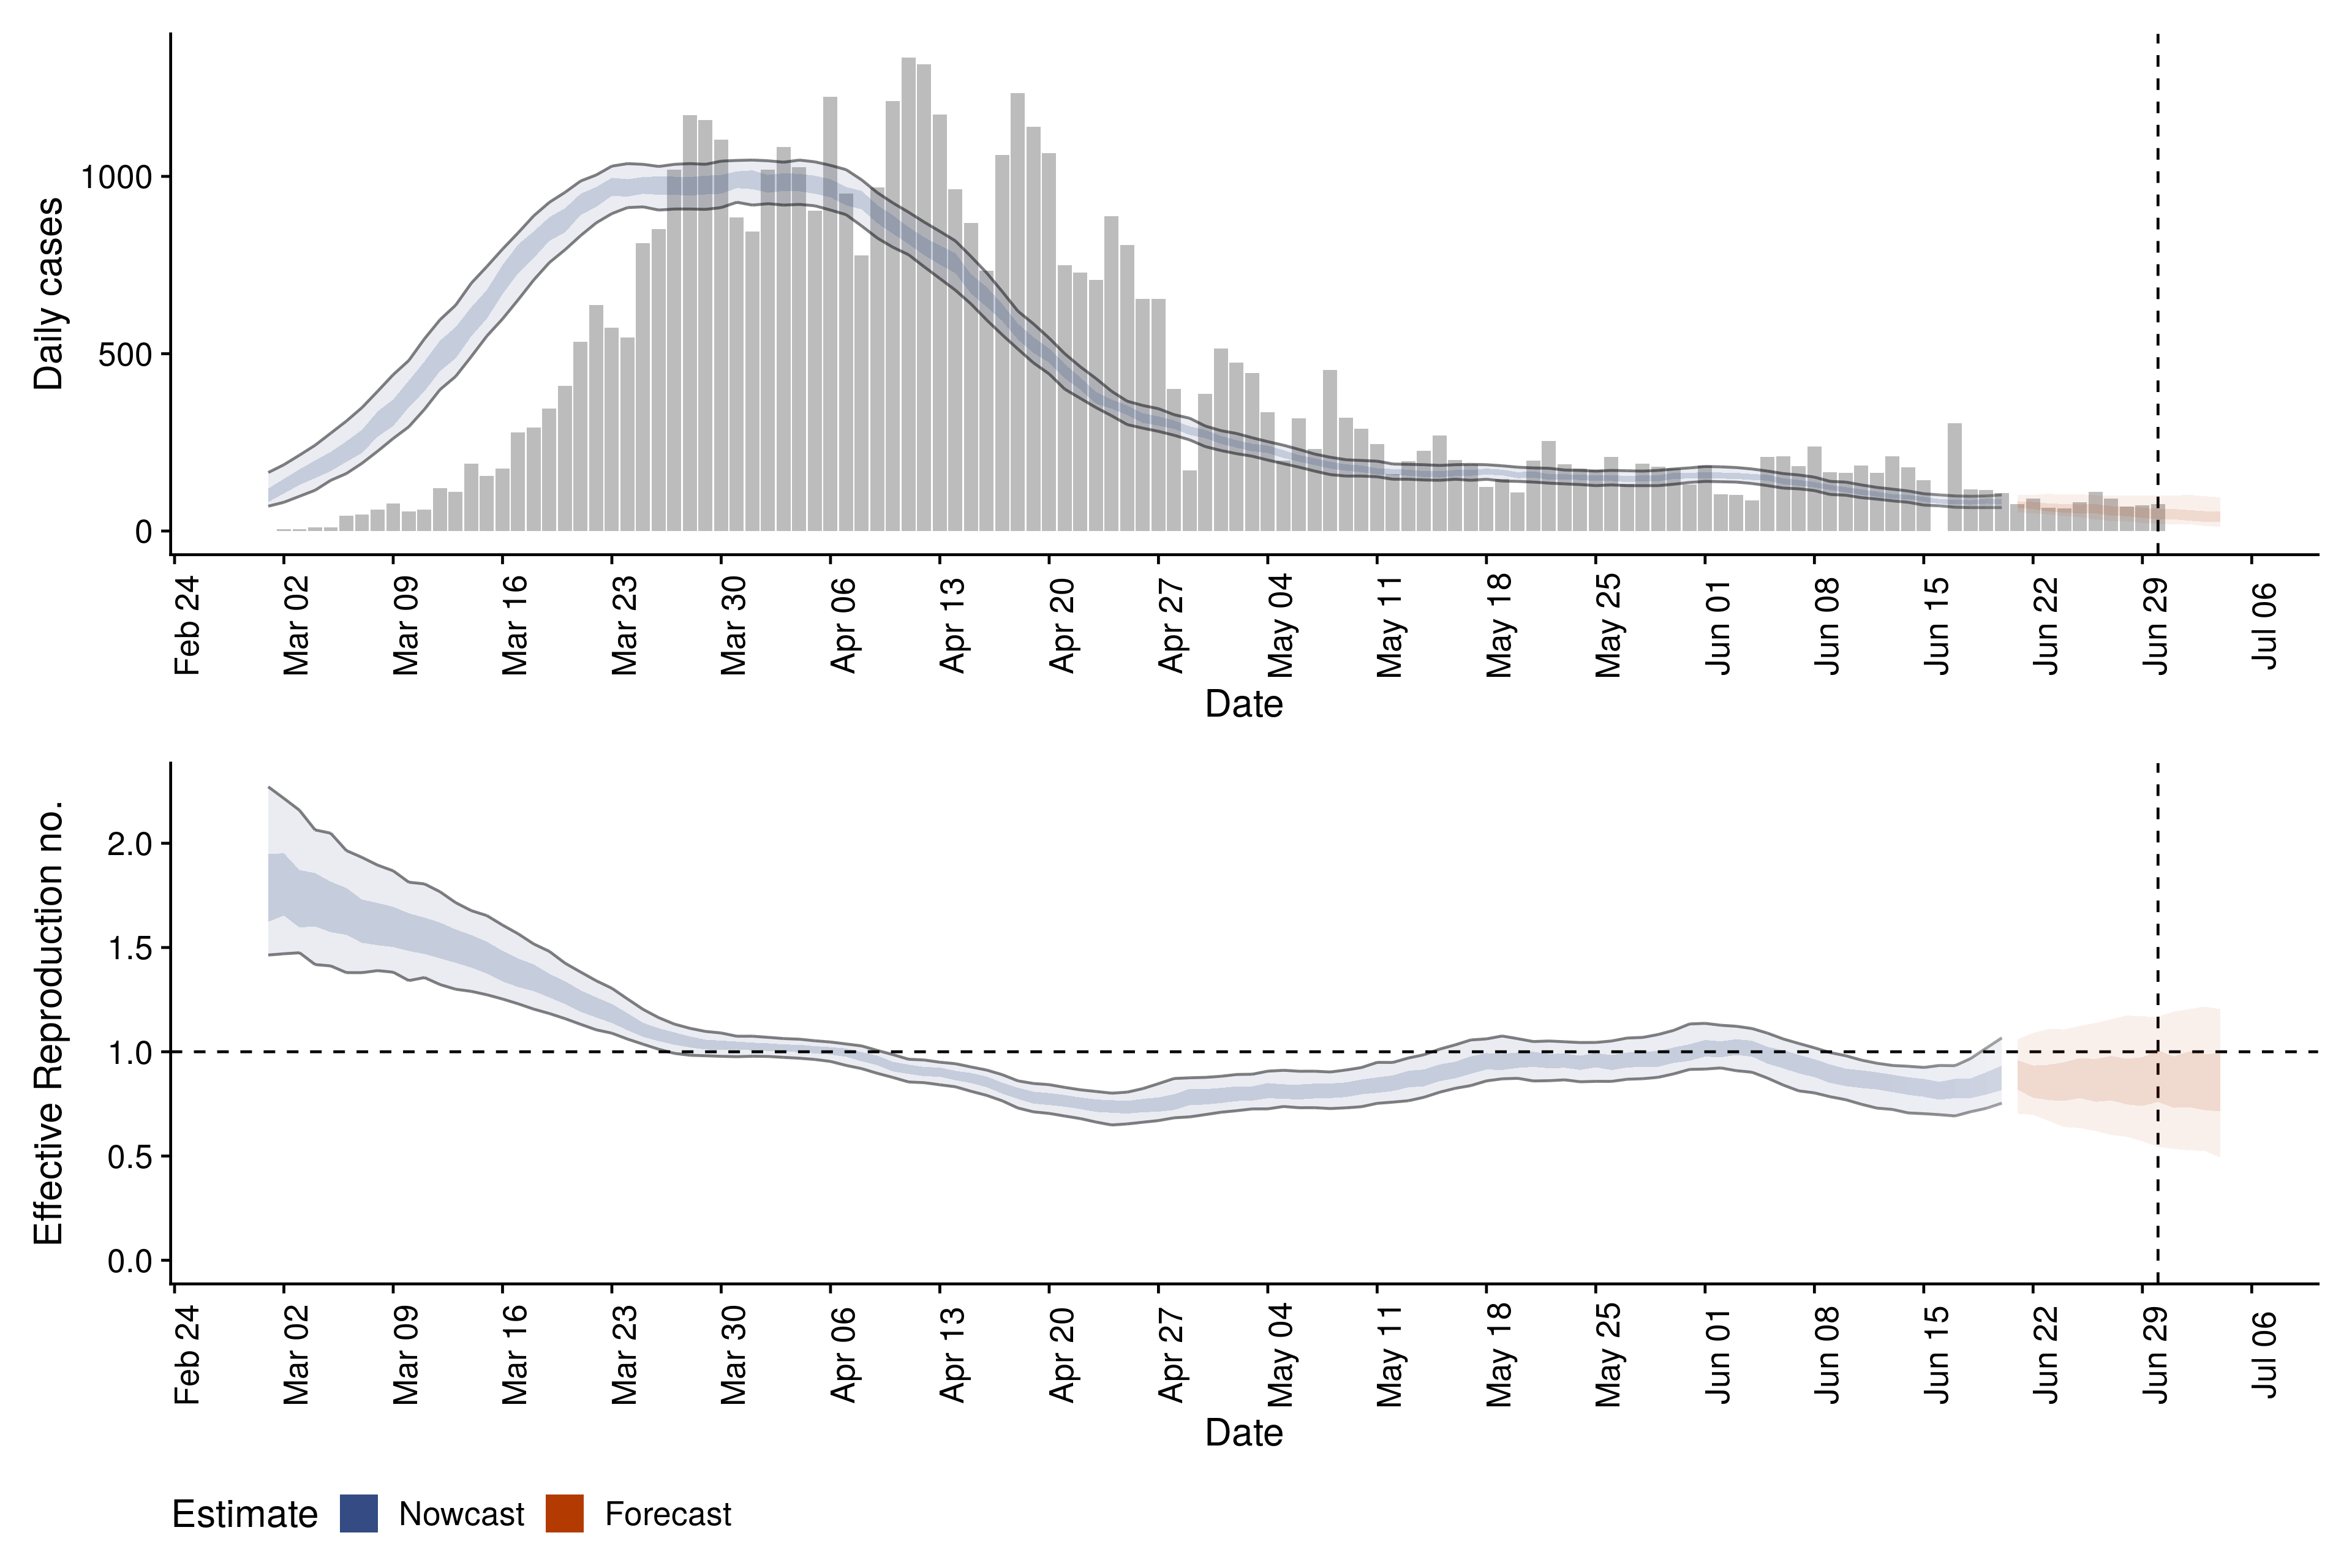 Daily cases
1000
500
0
Feb 24 Mar 02 Mar 09 Mar 16 Mar 23 Mar 30 Apr 06 Apr 13 Apr 20 Apr 27 May 04 May 11 May 18 May 25 Jun 01 Jun 08 Jun 15 Jun 22 Jun 29 Jul 06
Date
Effective Reproduction no.
2.0
1.5
1.0
0.5
0.0
Feb 24 Mar 02 Mar 09 Mar 16 Mar 23 Mar 30 Apr 06 Apr 13 Apr 20 Apr 27 May 04 May 11 May 18 May 25 Jun 01 Jun 08 Jun 15 Jun 22 Jun 29 Jul 06
Date
Estimate Nowcast Forecast